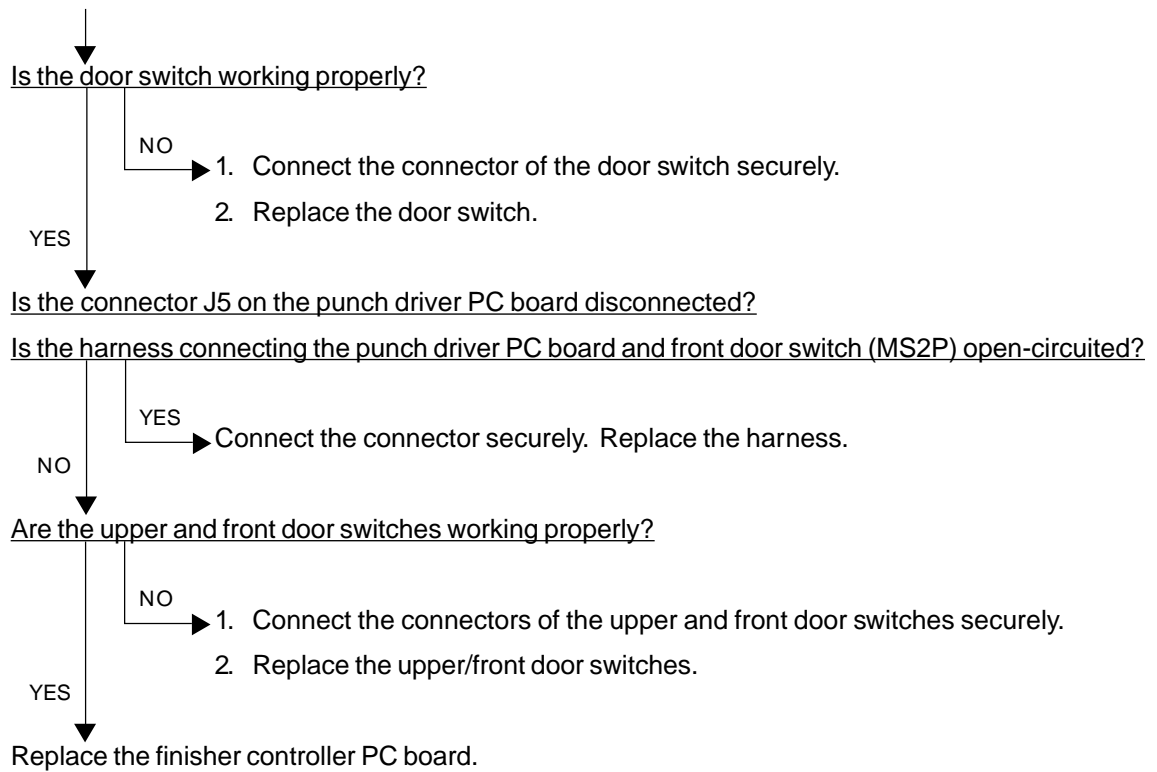 Is the door switch working properly?
NO
1. Connect the connector of the door switch securely.
2. Replace the door switch.
YES
Is the connector J5 on the punch driver PC board disconnected?
Is the harness connecting the punch driver PC board and front door switch (MS2P) open-circuited?
YES
Connect the connector securely. Replace the harness.
NO
Are the upper and front door switches working properly?
NO
1. Connect the connectors of the upper and front door switches securely.
2. Replace the upper/front door switches.
YES
Replace the finisher controller PC board.